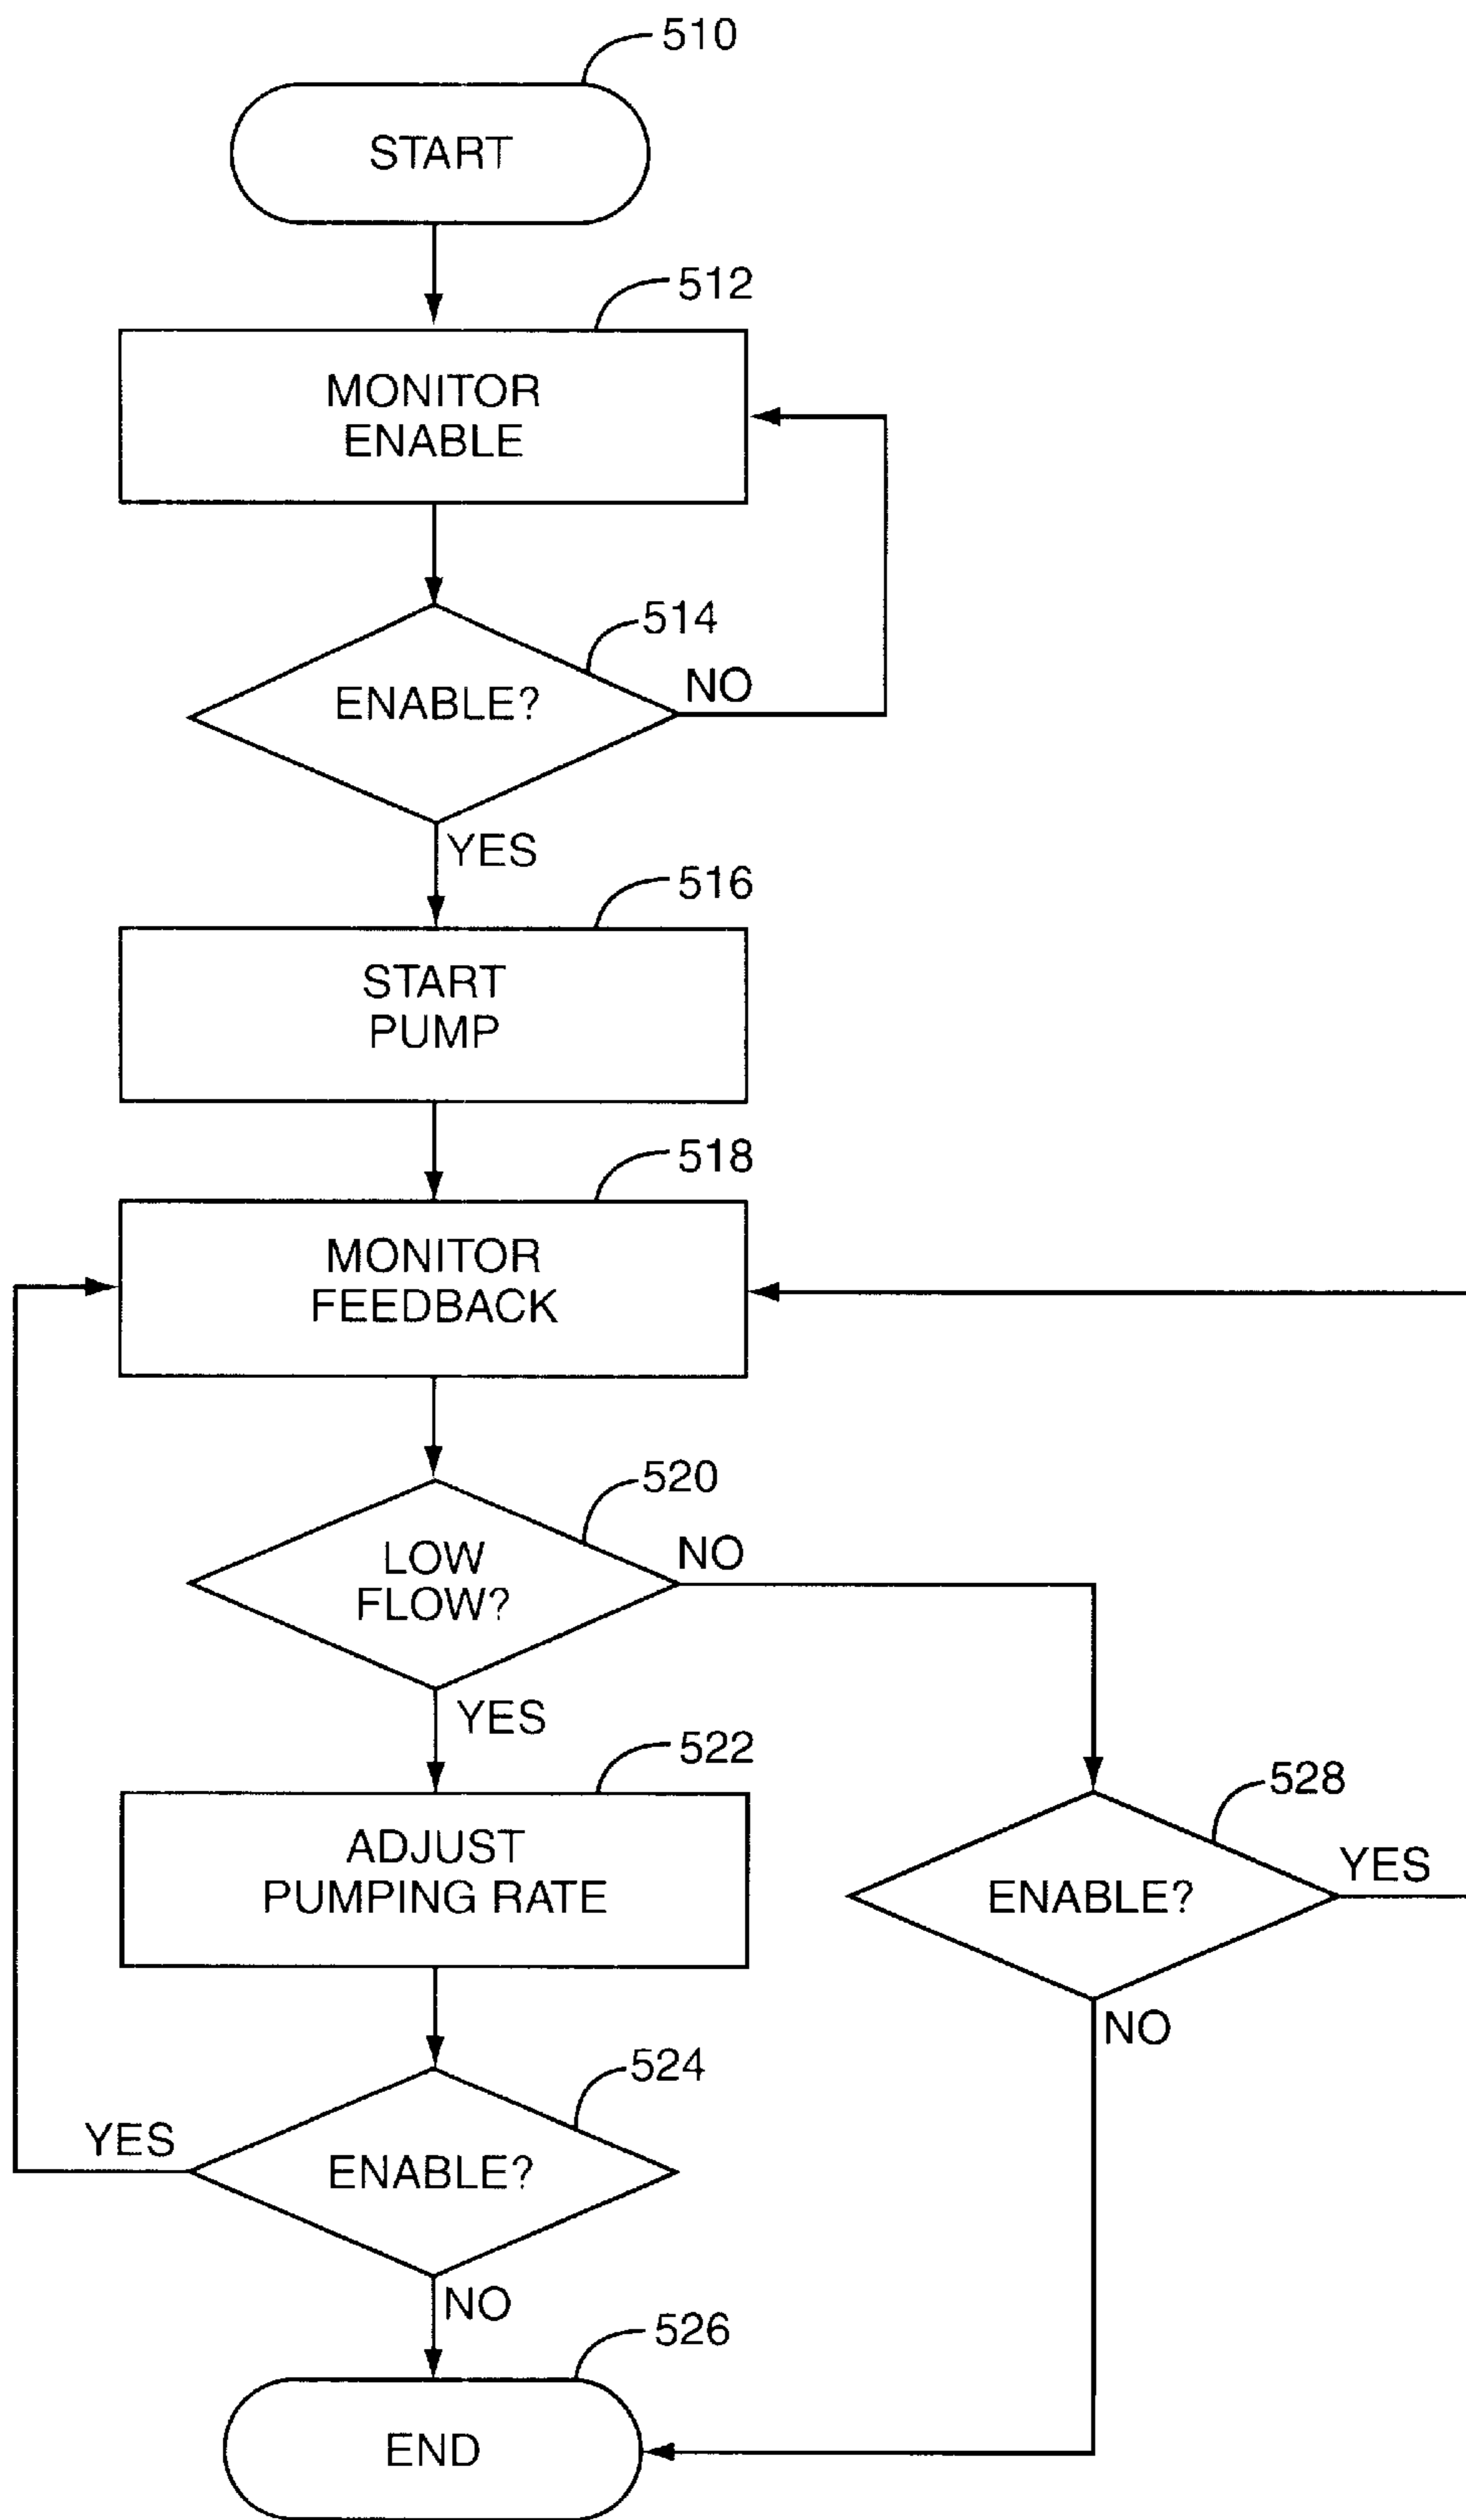 510
START
512
MONITOR
ENABLE
514
ENABLE?
NO
YES
516
START
PUMP
518
MONITOR
FEEDBACK
520
LOW
FLOW?
NO
YES
522
ADJUST
PUMPING RATE
528
ENABLE?
YES
NO
524
ENABLE?
YES
NO
526
END